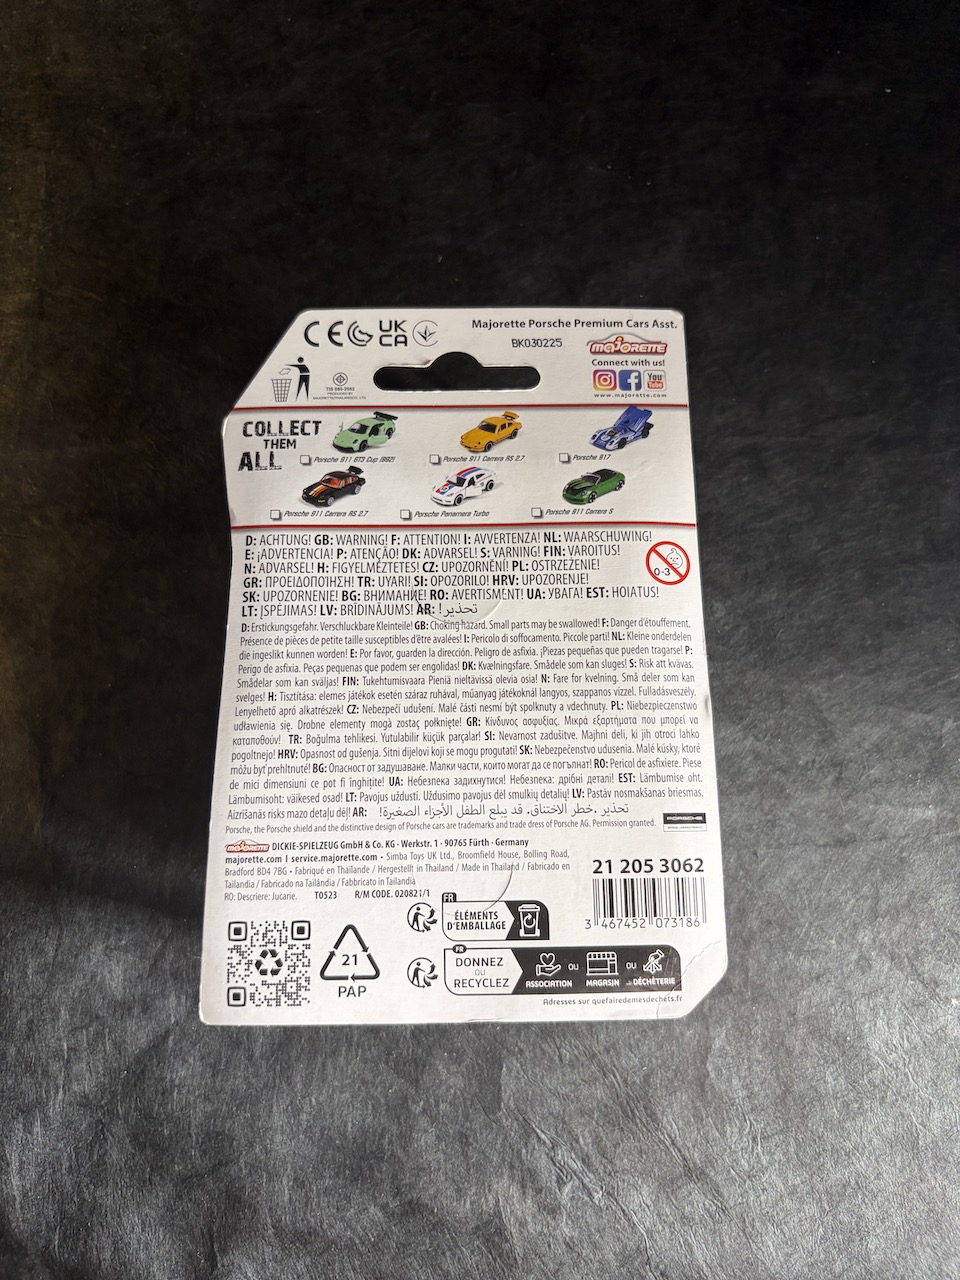 CE UK CA
Majorette Porsche Premium Cars Asst.
BK030225
majORETTE
Connect with us!
You Tube
www.majorette.com
TIS 685-2562
PRODUCED BY
COLLECT THEM ALL
Porsche 911 GT3 Cup (992)
Porsche 911 Carrera RS 2.7
Porsche 917
Porsche 911 Carrera RS 2.7
Porsche Panamera Turbo
Porsche 911 Carrera S
D: ACHTUNG! GB: WARNING! F: ATTENTION! I: AVVERTENZA! NL: WAARSCHUWING!
E: ¡ADVERTENCIA! P: ATENÇÃO! DK: ADVARSEL! S: VARNING! FIN: VAROITUS!
N: ADVARSEL! H: FIGYELMÉZTETES! CZ: UPOZORNĚNÍ! PL: OSTRZEŻENIE!
GR: ΠΡΟΕΙΔΟΠΟΊΗΣΗ! TR: UYARI! SI: OPOZORILO! HRV: UPOZORENJE!
SK: UPOZORNENIE! BG: ВНИМАНИЕ! RO: AVERTISMENT! UA: УВАГА! EST: HOIATUS!
LT: ĮSPĖJIMAS! LV: BRĪDINĀJUMS! AR: تحذير!
0-3
D: Erstickungsgefahr. Verschluckbare Kleinteile! GB: Choking hazard. Small parts may be swallowed! F: Danger d'étouffement.
Présence de pièces de petite taille susceptibles d'être avalées! I: Pericolo di soffocamento. Piccole parti! NL: Kleine onderdelen
die ingeslikt kunnen worden! E: Por favor, guarden la dirección. Peligro de asfixia. ¡Piezas pequeñas que pueden tragarse! P:
Perigo de asfixia. Peças pequenas que podem ser engolidas! DK: Kvælningsfare. Smådele som kan sluges! S: Risk att kvävas.
Smådelar som kan sväljas! FIN: Tukehtumisvaara Pieniä nieltävissä olevia osia! N: Fare for kvelning. Små deler som kan
svelges! H: Tisztítása: elemes játékok esetén száraz ruhával, műanyag játékoknál langyos, szappanos vízzel. Fulladásveszély.
Lenyelhető apró alkatrészek! CZ: Nebezpečí udušení. Malé části nesmí být spolknuty a vdechnuty. PL: Niebezpieczenstwo
udławienia się. Drobne elementy mogà zostaç połknięte! GR: Κίνδυνος ασφυξίας. Μικρά εξαρτήματα που μπορεί να
καταποθούν! TR: Boğulma tehlikesi. Yutulabilir küçük parçalar! SI: Nevarnost zadušitve. Majhni deli, ki jih otroci lahko
pogoltnejo! HRV: Opasnost od gušenja. Sitni dijelovi koji se mogu progutati! SK: Nebezpečenstvo udusenia. Malé kúsky, ktoré
môžu byť prehltnuté! BG: Опасност от задушаване. Малки части, които могат да се погълнат! RO: Pericol de asfixiere. Piese
de mici dimensiuni ce pot fi înghițite! UA: Небезпека задихнутися! Небезпека: дрібні деталі! EST: Lämbumise oht.
Lämbumisoht: väikesed osad! LT: Pavojus uždusti. Uždusimo pavojus dėl smulkių detalių! LV: Pastāv nosmakšanas briesmas.
Aizrīšanās risks mazo detaļu dēļ! AR: تحذير .خطر الاختناق. قد يبلع الطفل الأجزاء الصغيرة!
Porsche, the Porsche shield and the distinctive design of Porsche cars are trademarks and trade dress of Porsche AG. Permission granted.
PORSCHE
majORETTE DICKIE-SPIELZEUG GmbH & Co. KG · Werkstr. 1 · 90765 Fürth · Germany
majorette.com I service.majorette.com • Simba Toys UK Ltd., Broomfield House, Bolling Road,
Bradford BD4 7BG • Fabriqué en Thaïlande / Hergestellt in Thailand / Made in Thailand / Fabricado en
Tailandia / Fabricado na Tailândia / Fabbricato in Tailandia
RO: Descriere: Jucarie. T0523 R/M CODE. 020821/1
21 205 3062
3 467452 073186
FR
ÉLÉMENTS
D'EMBALLAGE
21
PAP
FR
DONNEZ
OU
RECYCLEZ
ASSOCIATION
OU
MAGASIN
OU
DÉCHÈTERIE
Adresses sur quefairedemesdechets.fr